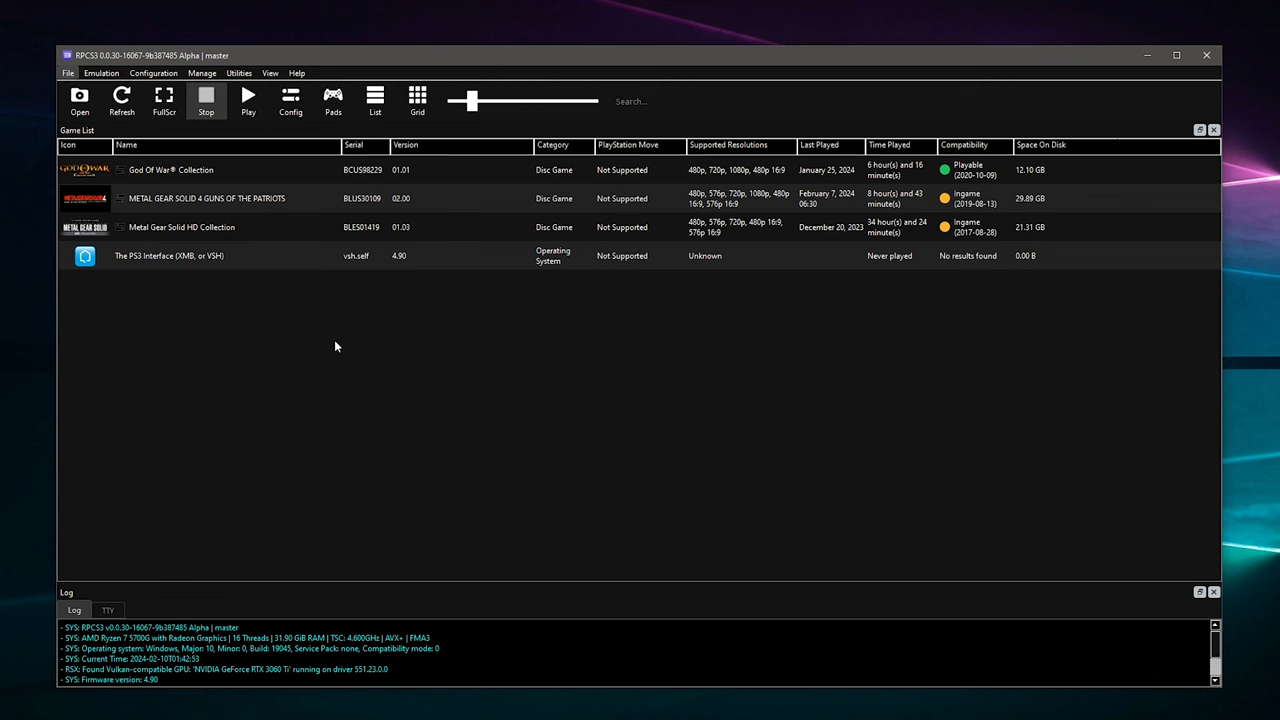 RPCS3 0.0.30-16067-9b387485 Alpha | master
File Emulation Configuration Manage Utilities View Help
Open Refresh FullScr Stop Play Config Pads List Grid Search...
Game List
Icon Name Serial Version Category PlayStation Move Supported Resolutions Last Played Time Played Compatibility Space On Disk
GOD OF WAR God Of War® Collection BCUS98229 01.01 Disc Game Not Supported 480p, 720p, 1080p, 480p 16:9 January 25, 2024 6 hour(s) and 16 minute(s) Playable (2020-10-09) 12.10 GB
METAL GEAR SOLID 4 METAL GEAR SOLID 4 GUNS OF THE PATRIOTS BLUS30109 02.00 Disc Game Not Supported 480p, 576p, 720p, 1080p, 480p 16:9, 576p 16:9 February 7, 2024 06:30 8 hour(s) and 43 minute(s) Ingame (2019-08-13) 29.89 GB
METAL GEAR SOLID Metal Gear Solid HD Collection BLES01419 01.03 Disc Game Not Supported 480p, 576p, 720p, 480p 16:9, 576p 16:9 December 20, 2023 34 hour(s) and 24 minute(s) Ingame (2017-08-28) 21.31 GB
The PS3 Interface (XMB, or VSH) vsh.self 4.90 Operating System Not Supported Unknown Never played No results found 0.00 B
Log
Log TTY
- SYS: RPCS3 v0.0.30-16067-9b387485 Alpha | master
- SYS: AMD Ryzen 7 5700G with Radeon Graphics | 16 Threads | 31.90 GiB RAM | TSC: 4.600GHz | AVX+ | FMA3
- SYS: Operating system: Windows, Major: 10, Minor: 0, Build: 19045, Service Pack: none, Compatibility mode: 0
- SYS: Current Time: 2024-02-10T01:42:53
- RSX: Found Vulkan-compatible GPU: 'NVIDIA GeForce RTX 3060 Ti' running on driver 551.23.0.0
- SYS: Firmware version: 4.90